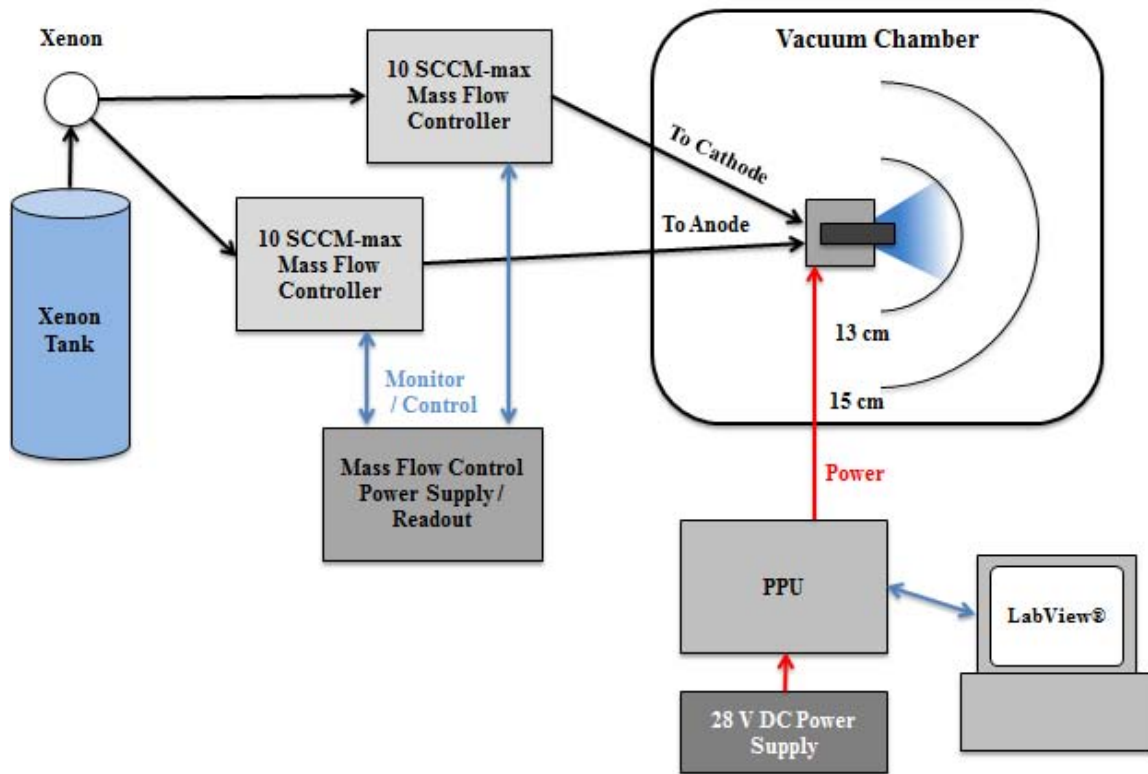 Xenon
10 SCCM-max
Mass Flow
Controller
Vacuum Chamber
To Cathode
10 SCCM-max
Mass Flow
Controller
To Anode
Xenon
Tank
13 cm
Monitor
/ Control
15 cm
Mass Flow Control
Power Supply /
Readout
Power
PPU
LabView®
28 V DC Power
Supply